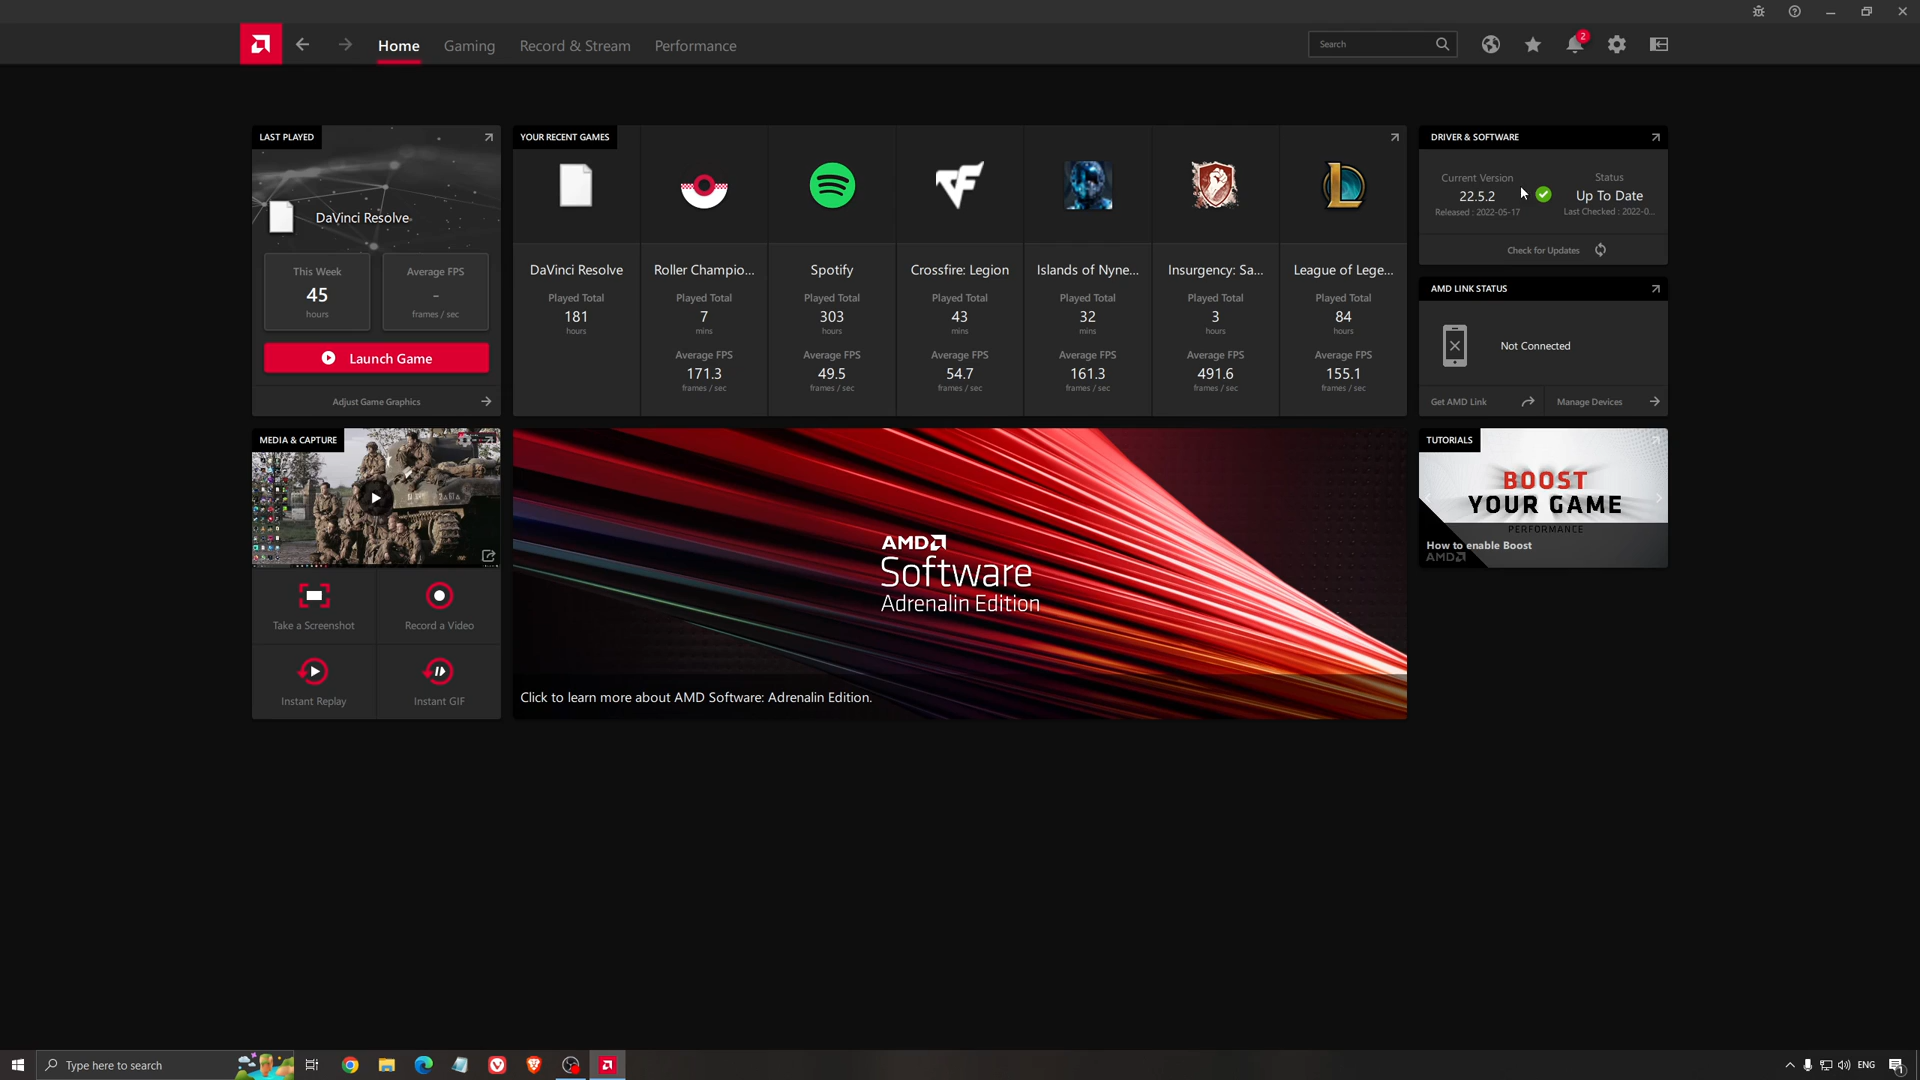 Home
Gaming
Record & Stream
Performance
Search
2
LAST PLAYED
DaVinci Resolve
This Week
45
hours
Average FPS
–
frames / sec
Launch Game
Adjust Game Graphics
YOUR RECENT GAMES
DaVinci Resolve
Played Total
181
hours
Roller Champio...
Played Total
7
mins
Average FPS
171.3
frames / sec
Spotify
Played Total
303
hours
Average FPS
49.5
frames / sec
Crossfire: Legion
Played Total
43
mins
Average FPS
54.7
frames / sec
Islands of Nyne...
Played Total
32
mins
Average FPS
161.3
frames / sec
Insurgency: Sa...
Played Total
3
hours
Average FPS
491.6
frames / sec
League of Lege...
Played Total
84
hours
Average FPS
155.1
frames / sec
DRIVER & SOFTWARE
Current Version
22.5.2
Released : 2022-05-17
Status
Up To Date
Last Checked : 2022-0...
Check for Updates
AMD LINK STATUS
Not Connected
Get AMD Link
Manage Devices
MEDIA & CAPTURE
Take a Screenshot
Record a Video
Instant Replay
Instant GIF
AMD
Software
Adrenalin Edition
Click to learn more about AMD Software: Adrenalin Edition.
TUTORIALS
BOOST
YOUR GAME
PERFORMANCE
How to enable Boost
AMD
Type here to search
ENG
1